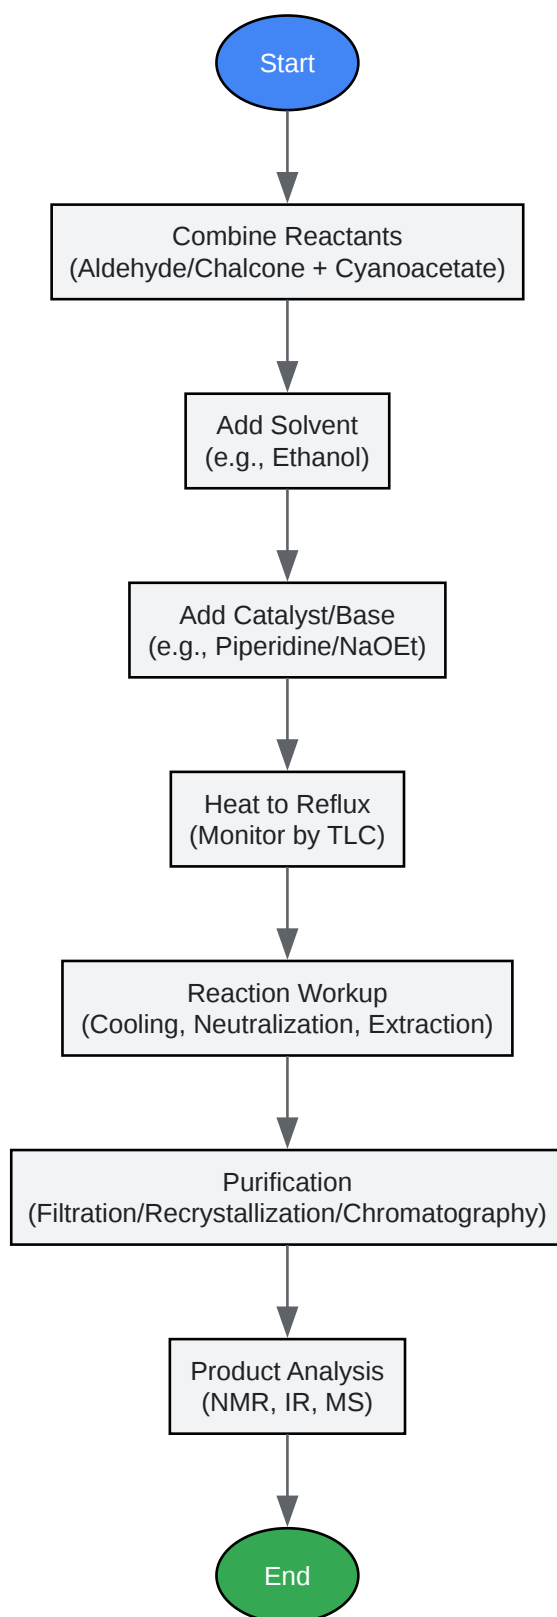 Start
Combine Reactants
(Aldehyde/Chalcone + Cyanoacetate)
Add Solvent
(e.g., Ethanol)
Add Catalyst/Base
(e.g., Piperidine/NaOEt)
Heat to Reflux
(Monitor by TLC)
Reaction Workup
(Cooling, Neutralization, Extraction)
Purification
(Filtration/Recrystallization/Chromatography)
Product Analysis
(NMR, IR, MS)
End